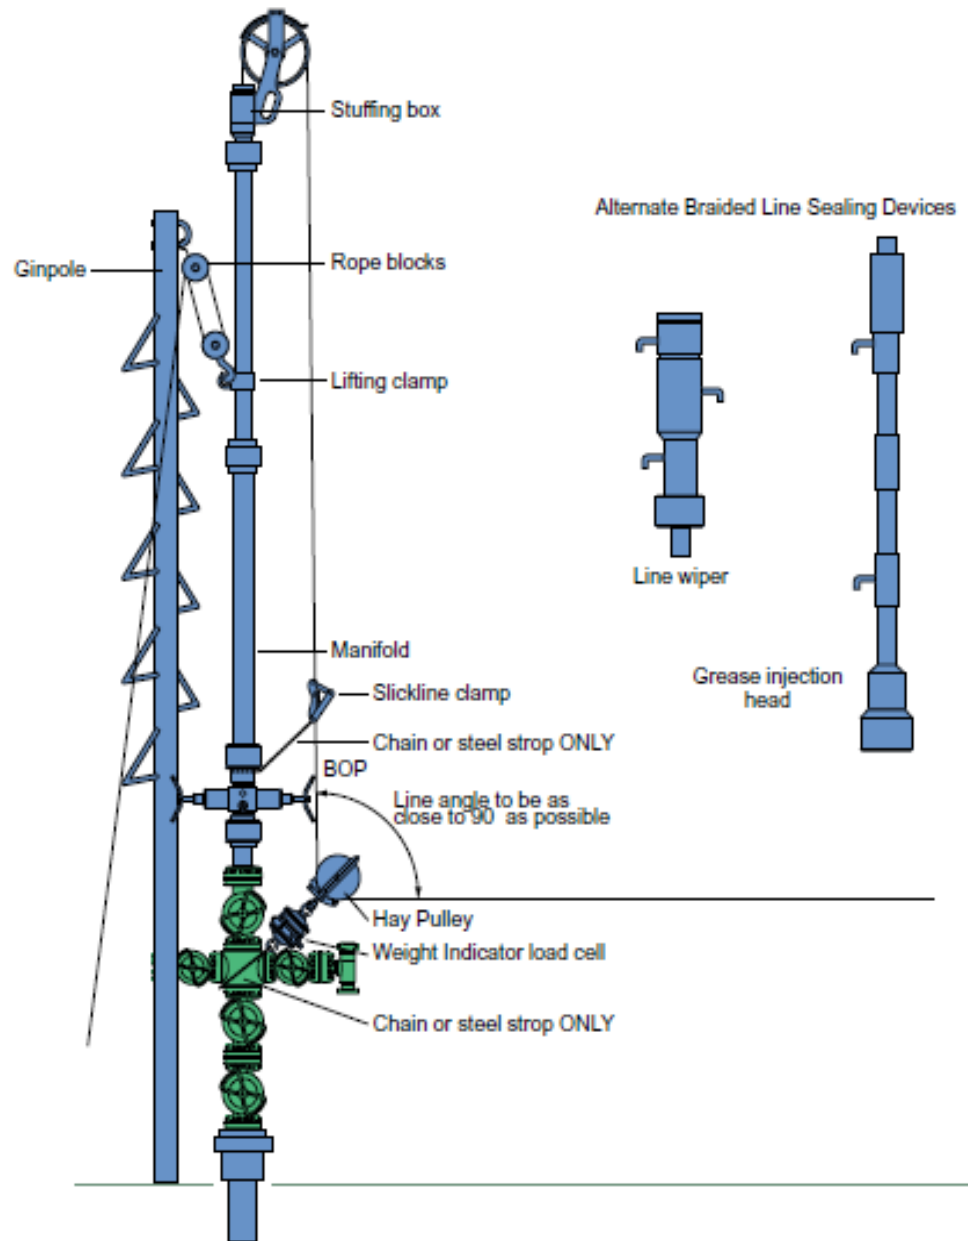 Stuffing box
Alternate Braided Line Sealing Devices
Ginpole
Rope blocks
Lifting clamp
Line wiper
Manifold
Grease injection
head
Slickline clamp
Chain or steel strop ONLY
BOP
Line angle to be as
close to 90 as possible
Hay Pulley
Weight Indicator load cell
Chain or steel strop ONLY